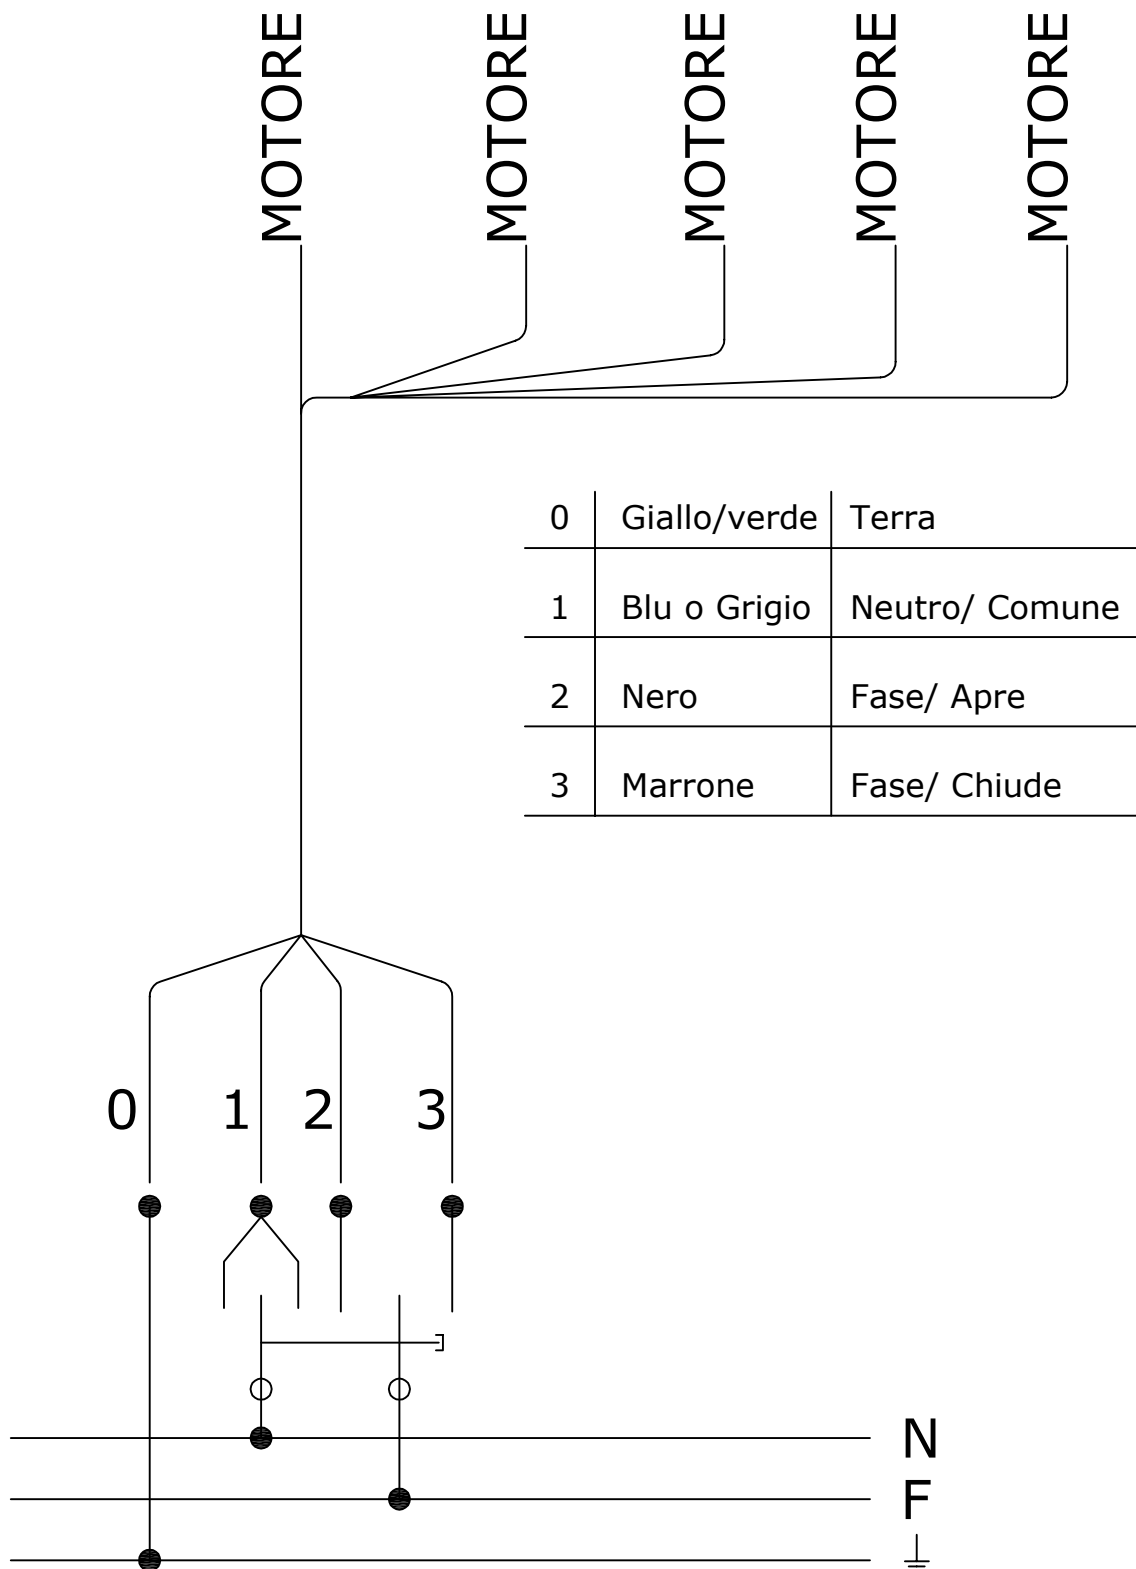 MOTORE
MOTORE
MOTORE
MOTORE
MOTORE
0 Giallo/verde Terra
1 Blu o Grigio Neutro/ Comune
2 Nero Fase/ Apre
3 Marrone Fase/ Chiude
0 1 2 3
N
F